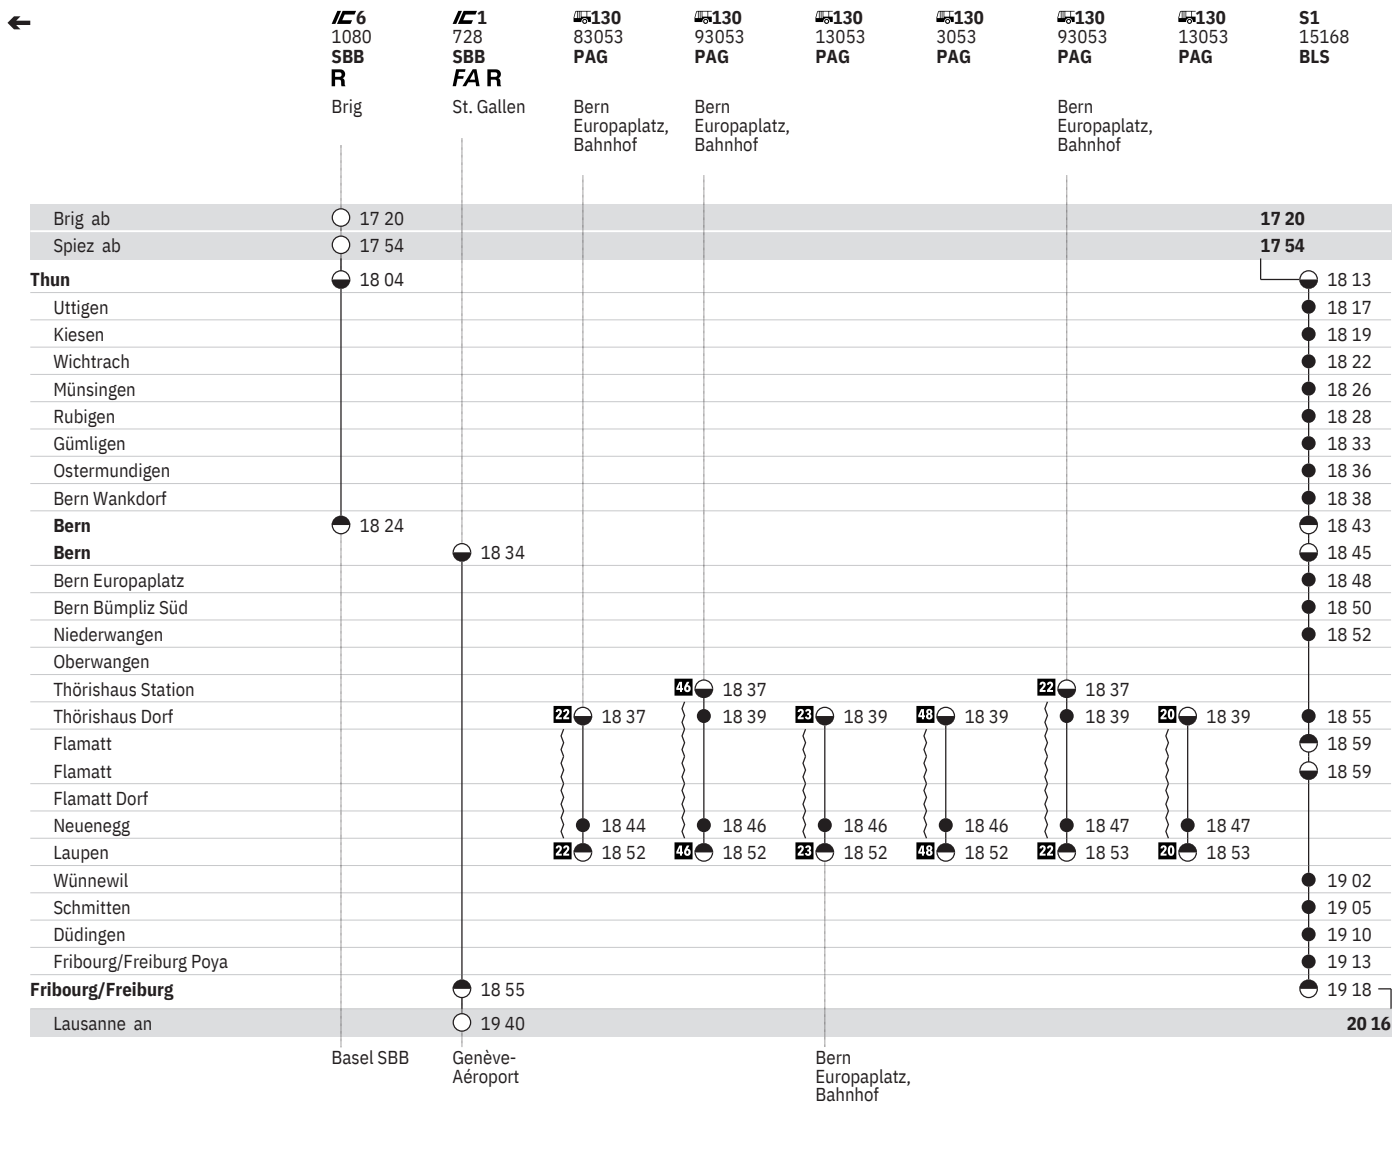 IC6 IC1 130 130 130 130 130 130 S1
1080 728 83053 93053 13053 3053 93053 13053 15168
SBB SBB PAG PAG PAG PAG PAG PAG BLS
R FA R
Brig St. Gallen Bern Bern Bern
Europaplatz, Europaplatz, Europaplatz,
Bahnhof Bahnhof Bahnhof
Brig ab 17 20 17 20
Spiez ab 17 54 17 54
Thun 18 04 18 13
Uttigen 18 17
Kiesen 18 19
Wichtrach 18 22
Münsingen 18 26
Rubigen 18 28
Gümligen 18 33
Ostermundigen 18 36
Bern Wankdorf 18 38
Bern 18 24 18 43
Bern 18 34 18 45
Bern Europaplatz 18 48
Bern Bümpliz Süd 18 50
Niederwangen 18 52
Oberwangen
Thörishaus Station 46 18 37 22 18 37
Thörishaus Dorf 22 18 37 18 39 23 18 39 48 18 39 18 39 20 18 39 18 55
Flamatt 18 59
Flamatt 18 59
Flamatt Dorf
Neuenegg 18 44 18 46 18 46 18 46 18 47 18 47
Laupen 22 18 52 46 18 52 23 18 52 48 18 52 22 18 53 20 18 53
Wünnewil 19 02
Schmitten 19 05
Düdingen 19 10
Fribourg/Freiburg Poya 19 13
Fribourg/Freiburg 18 55 19 18
Lausanne an 19 40 20 16
Basel SBB Genève- Bern
Aéroport Europaplatz,
Bahnhof